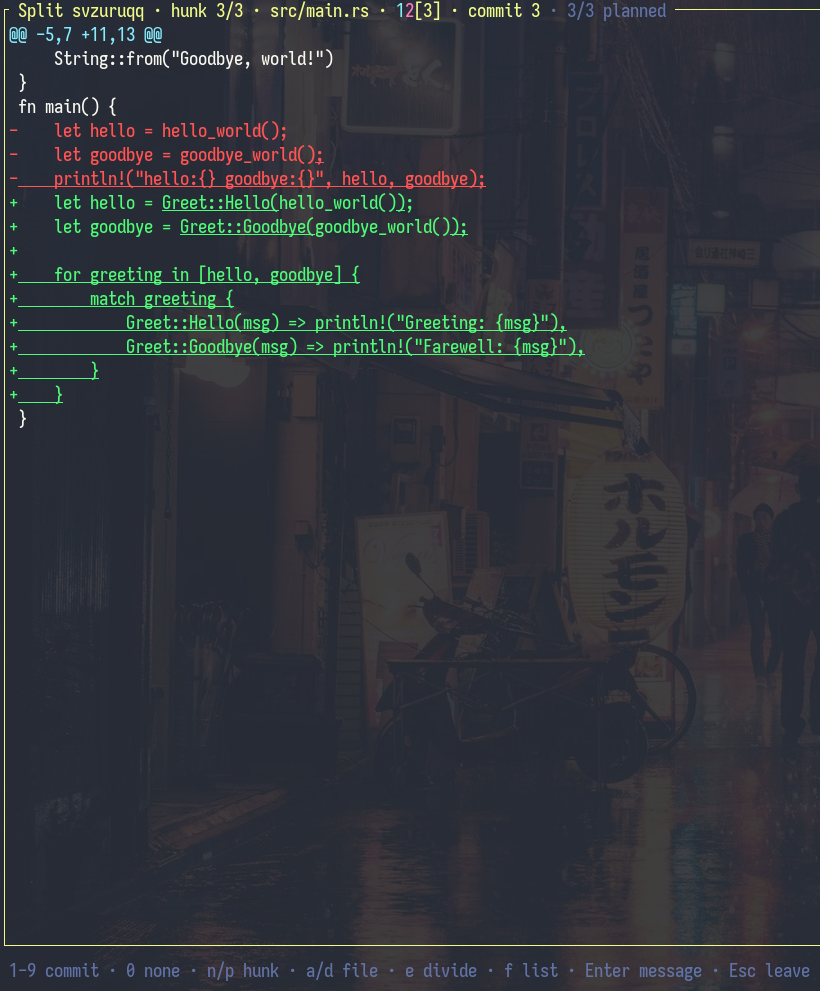 Split svzuruqq · hunk 3/3 · src/main.rs · 12[3] · commit 3 · 3/3 planned
@@ -5,7 +11,13 @@
     String::from("Goodbye, world!")
 }
 fn main() {
-    let hello = hello_world();
-    let goodbye = goodbye_world();
-    println!("hello:{} goodbye:{}", hello, goodbye);
+    let hello = Greet::Hello(hello_world());
+    let goodbye = Greet::Goodbye(goodbye_world());
+
+    for greeting in [hello, goodbye] {
+        match greeting {
+            Greet::Hello(msg) => println!("Greeting: {msg}"),
+            Greet::Goodbye(msg) => println!("Farewell: {msg}"),
+        }
+    }
 }
ホルモン
1-9 commit · 0 none · n/p hunk · a/d file · e divide · f list · Enter message · Esc leave